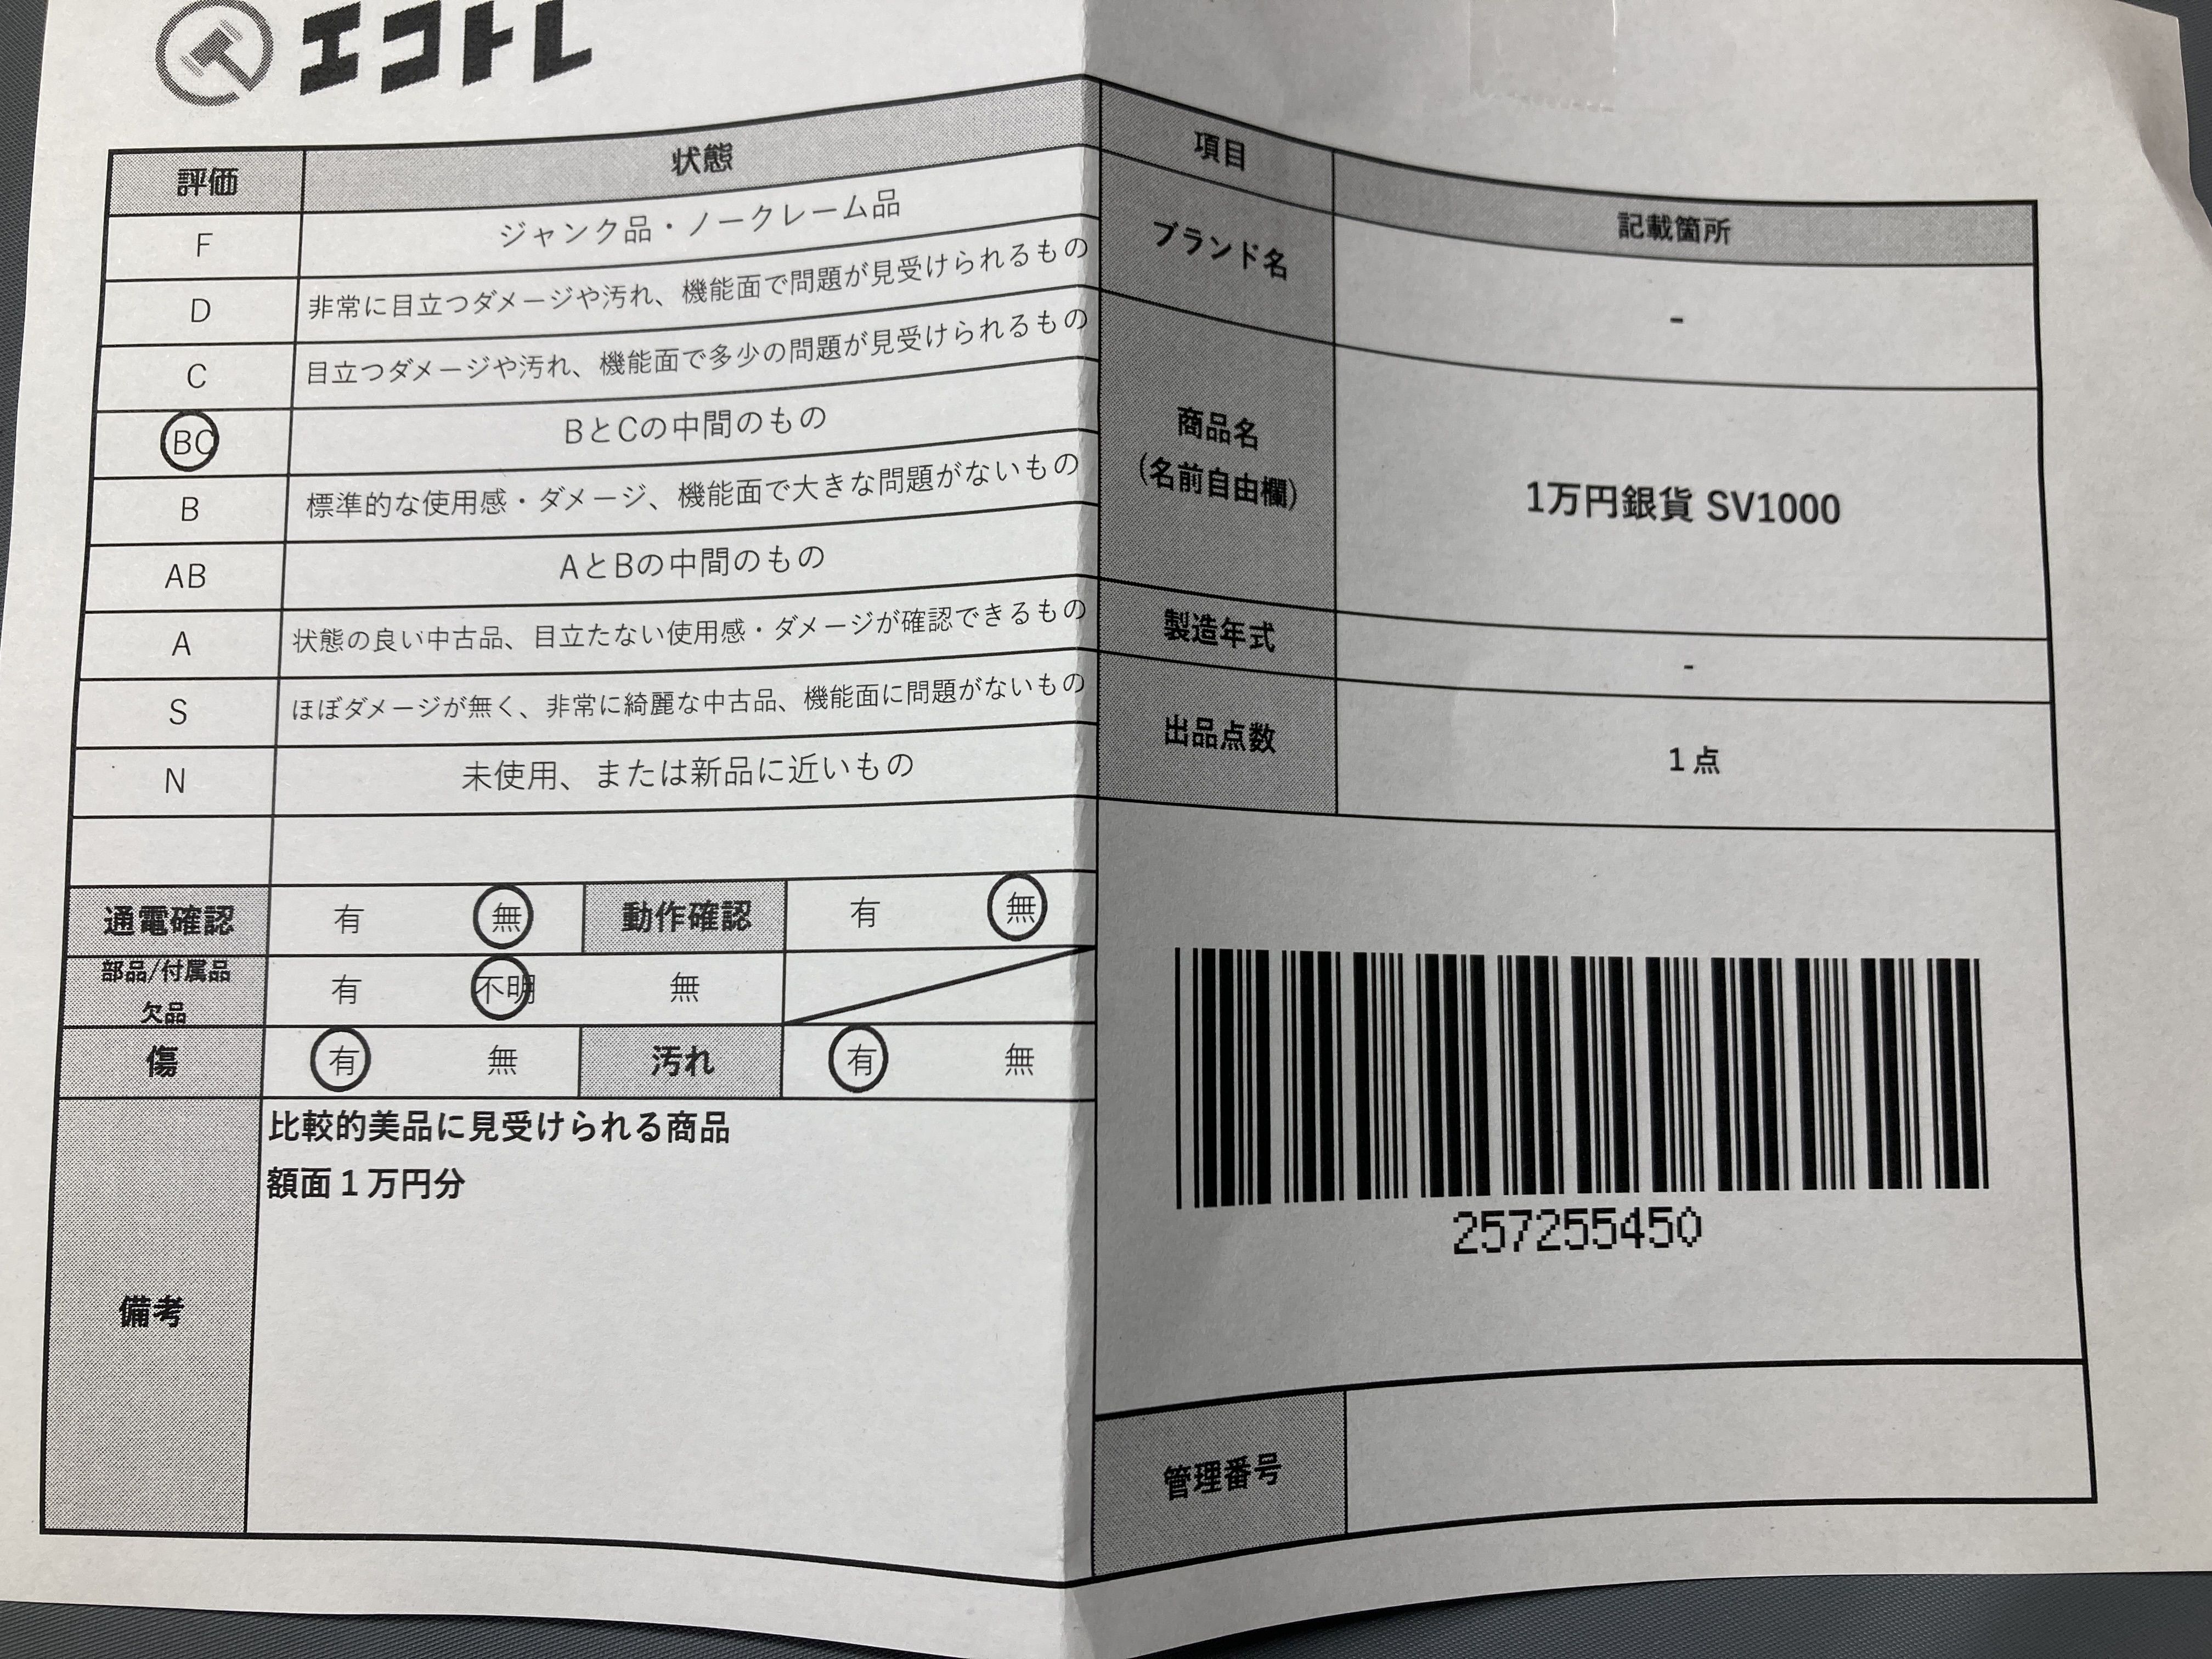 エコトレ
評価 状態
F ジャンク品・ノークレーム品
D 非常に目立つダメージや汚れ、機能面で問題が見受けられるもの
C 目立つダメージや汚れ、機能面で多少の問題が見受けられるもの
BC BとCの中間のもの
B 標準的な使用感・ダメージ、機能面で大きな問題がないもの
AB AとBの中間のもの
A 状態の良い中古品、目立たない使用感・ダメージが確認できるもの
S ほぼダメージが無く、非常に綺麗な中古品、機能面に問題がないもの
N 未使用、または新品に近いもの
通電確認 有 無 動作確認 有 無
部品/付属品
欠品 有 不明 無
傷 有 無 汚れ 有 無
備考
比較的美品に見受けられる商品
額面１万円分
項目 記載箇所
ブランド名 -
商品名
(名前自由欄)
1万円銀貨 SV1000
製造年式 -
出品点数 １点
257255450
管理番号